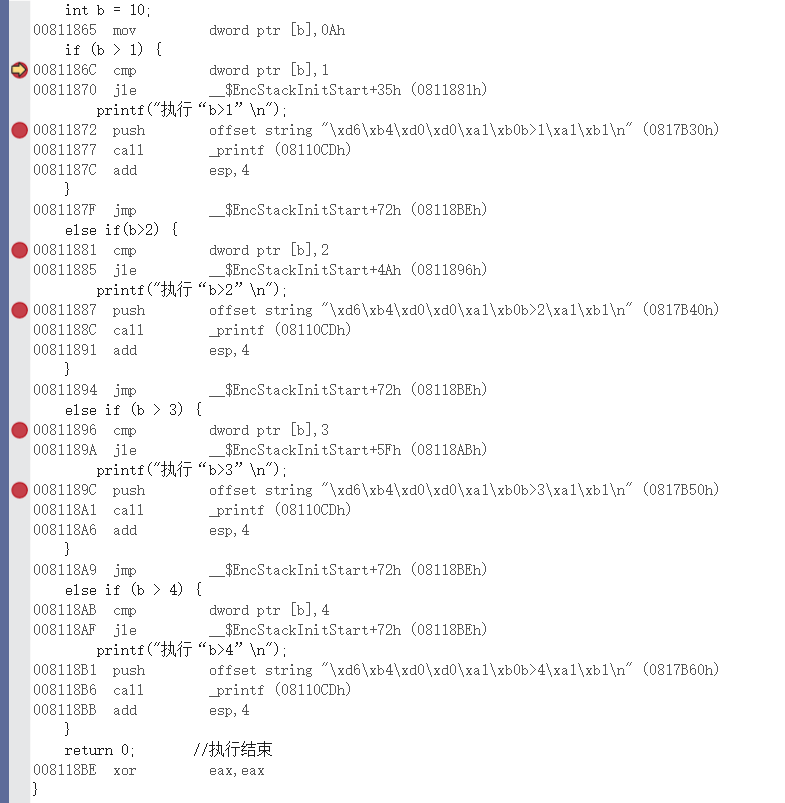 int b = 10;
00811865  mov         dword ptr [b],0Ah
if (b > 1) {
0081186C  cmp         dword ptr [b],1
00811870  jle         __$EncStackInitStart+35h (0811881h)
printf("执行“b>1”\n");
00811872  push        offset string "\xd6\xb4\xd0\xd0\xa1\xb0b>1\xa1\xb1\n" (0817B30h)
00811877  call        _printf (08110CDh)
0081187C  add         esp,4
}
0081187F  jmp         __$EncStackInitStart+72h (08118BEh)
else if(b>2) {
00811881  cmp         dword ptr [b],2
00811885  jle         __$EncStackInitStart+4Ah (0811896h)
printf("执行“b>2”\n");
00811887  push        offset string "\xd6\xb4\xd0\xd0\xa1\xb0b>2\xa1\xb1\n" (0817B40h)
0081188C  call        _printf (08110CDh)
00811891  add         esp,4
}
00811894  jmp         __$EncStackInitStart+72h (08118BEh)
else if (b > 3) {
00811896  cmp         dword ptr [b],3
0081189A  jle         __$EncStackInitStart+5Fh (08118ABh)
printf("执行“b>3”\n");
0081189C  push        offset string "\xd6\xb4\xd0\xd0\xa1\xb0b>3\xa1\xb1\n" (0817B50h)
008118A1  call        _printf (08110CDh)
008118A6  add         esp,4
}
008118A9  jmp         __$EncStackInitStart+72h (08118BEh)
else if (b > 4) {
008118AB  cmp         dword ptr [b],4
008118AF  jle         __$EncStackInitStart+72h (08118BEh)
printf("执行“b>4”\n");
008118B1  push        offset string "\xd6\xb4\xd0\xd0\xa1\xb0b>4\xa1\xb1\n" (0817B60h)
008118B6  call        _printf (08110CDh)
008118BB  add         esp,4
}
return 0;       //执行结束
008118BE  xor         eax,eax
}